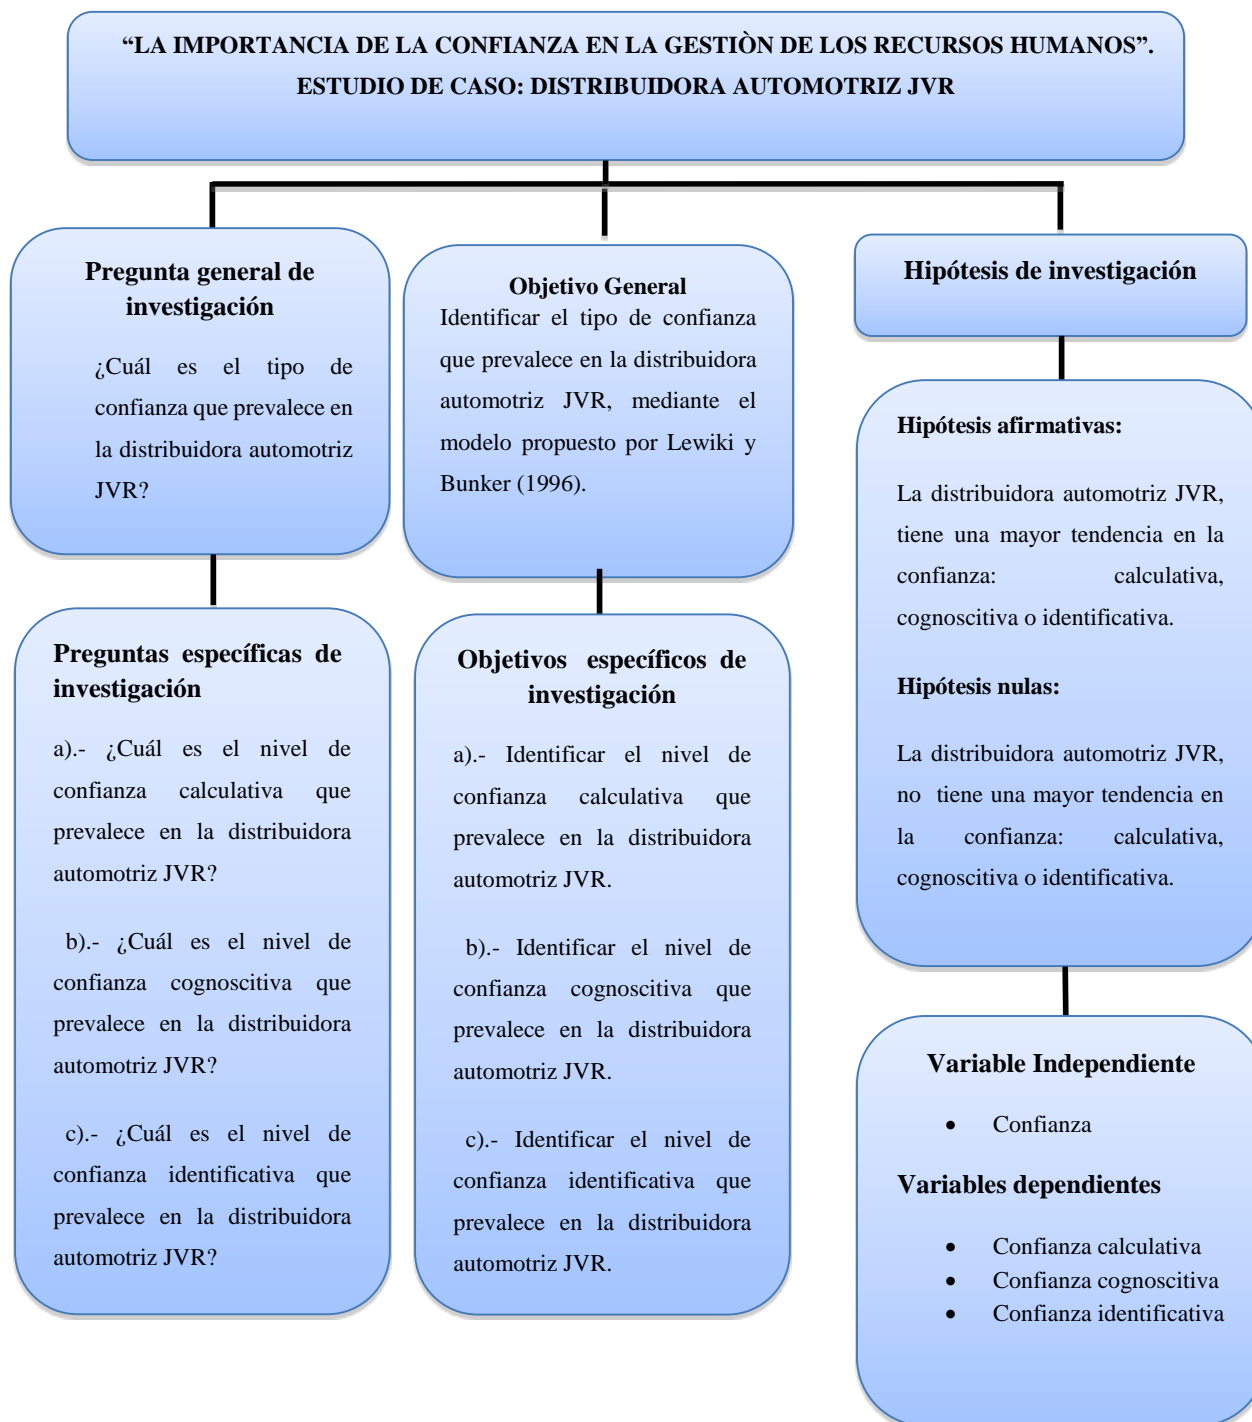 “LA IMPORTANCIA DE LA CONFIANZA EN LA GESTIÒN DE LOS RECURSOS HUMANOS”.
ESTUDIO DE CASO: DISTRIBUIDORA AUTOMOTRIZ JVR
Pregunta general de
investigación
¿Cuál es el tipo de
confianza que prevalece en
la distribuidora automotriz
JVR?
Objetivo General
Identificar el tipo de confianza
que prevalece en la distribuidora
automotriz JVR, mediante el
modelo propuesto por Lewiki y
Bunker (1996).
Hipótesis de investigación
Hipótesis afirmativas:
La distribuidora automotriz JVR,
tiene una mayor tendencia en la
confianza: calculativa,
cognoscitiva o identificativa.
Hipótesis nulas:
La distribuidora automotriz JVR,
no tiene una mayor tendencia en
la confianza: calculativa,
cognoscitiva o identificativa.
Preguntas específicas de
investigación
a).- ¿Cuál es el nivel de
confianza calculativa que
prevalece en la distribuidora
automotriz JVR?
b).- ¿Cuál es el nivel de
confianza cognoscitiva que
prevalece en la distribuidora
automotriz JVR?
c).- ¿Cuál es el nivel de
confianza identificativa que
prevalece en la distribuidora
automotriz JVR?
Objetivos específicos de
investigación
a).- Identificar el nivel de
confianza calculativa que
prevalece en la distribuidora
automotriz JVR.
b).- Identificar el nivel de
confianza cognoscitiva que
prevalece en la distribuidora
automotriz JVR.
c).- Identificar el nivel de
confianza identificativa que
prevalece en la distribuidora
automotriz JVR.
Variable Independiente
• Confianza
Variables dependientes
• Confianza calculativa
• Confianza cognoscitiva
• Confianza identificativa